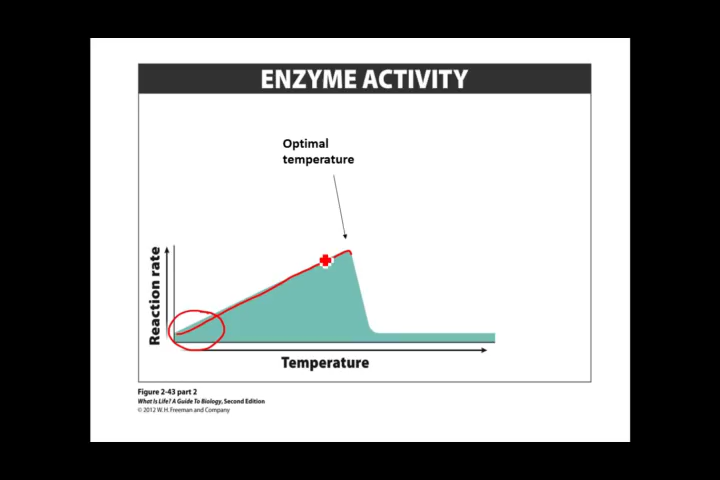 ENZYME ACTIVITY
Optimal
temperature
Reaction rate
Temperature
Figure 2-43 part 2
What Is Life? A Guide To Biology, Second Edition
© 2012 W. H. Freeman and Company